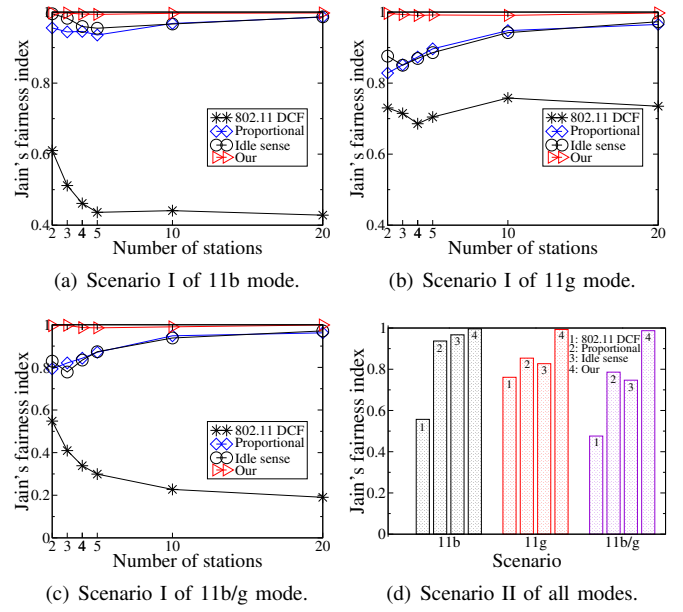 1
0.8
0.6
0.4
Jain's fairness index
802.11 DCF
Proportional
Idle sense
Our
2 3 4 5 10 20
Number of stations
(a) Scenario I of 11b mode.
1
0.8
0.6
0.4
Jain's fairness index
802.11 DCF
Proportional
Idle sense
Our
2 3 4 5 10 20
Number of stations
(b) Scenario I of 11g mode.
1
0.8
0.6
0.4
0.2
0
Jain's fairness index
802.11 DCF
Proportional
Idle sense
Our
2 3 4 5 10 20
Number of stations
(c) Scenario I of 11b/g mode.
1
0.8
0.6
0.4
0.2
0
Jain's fairness index
1: 802.11 DCF
2: Proportional
3: Idle sense
4: Our
1 2 3 4
1 2 3 4
1 2 3 4
11b 11g 11b/g
Scenario
(d) Scenario II of all modes.